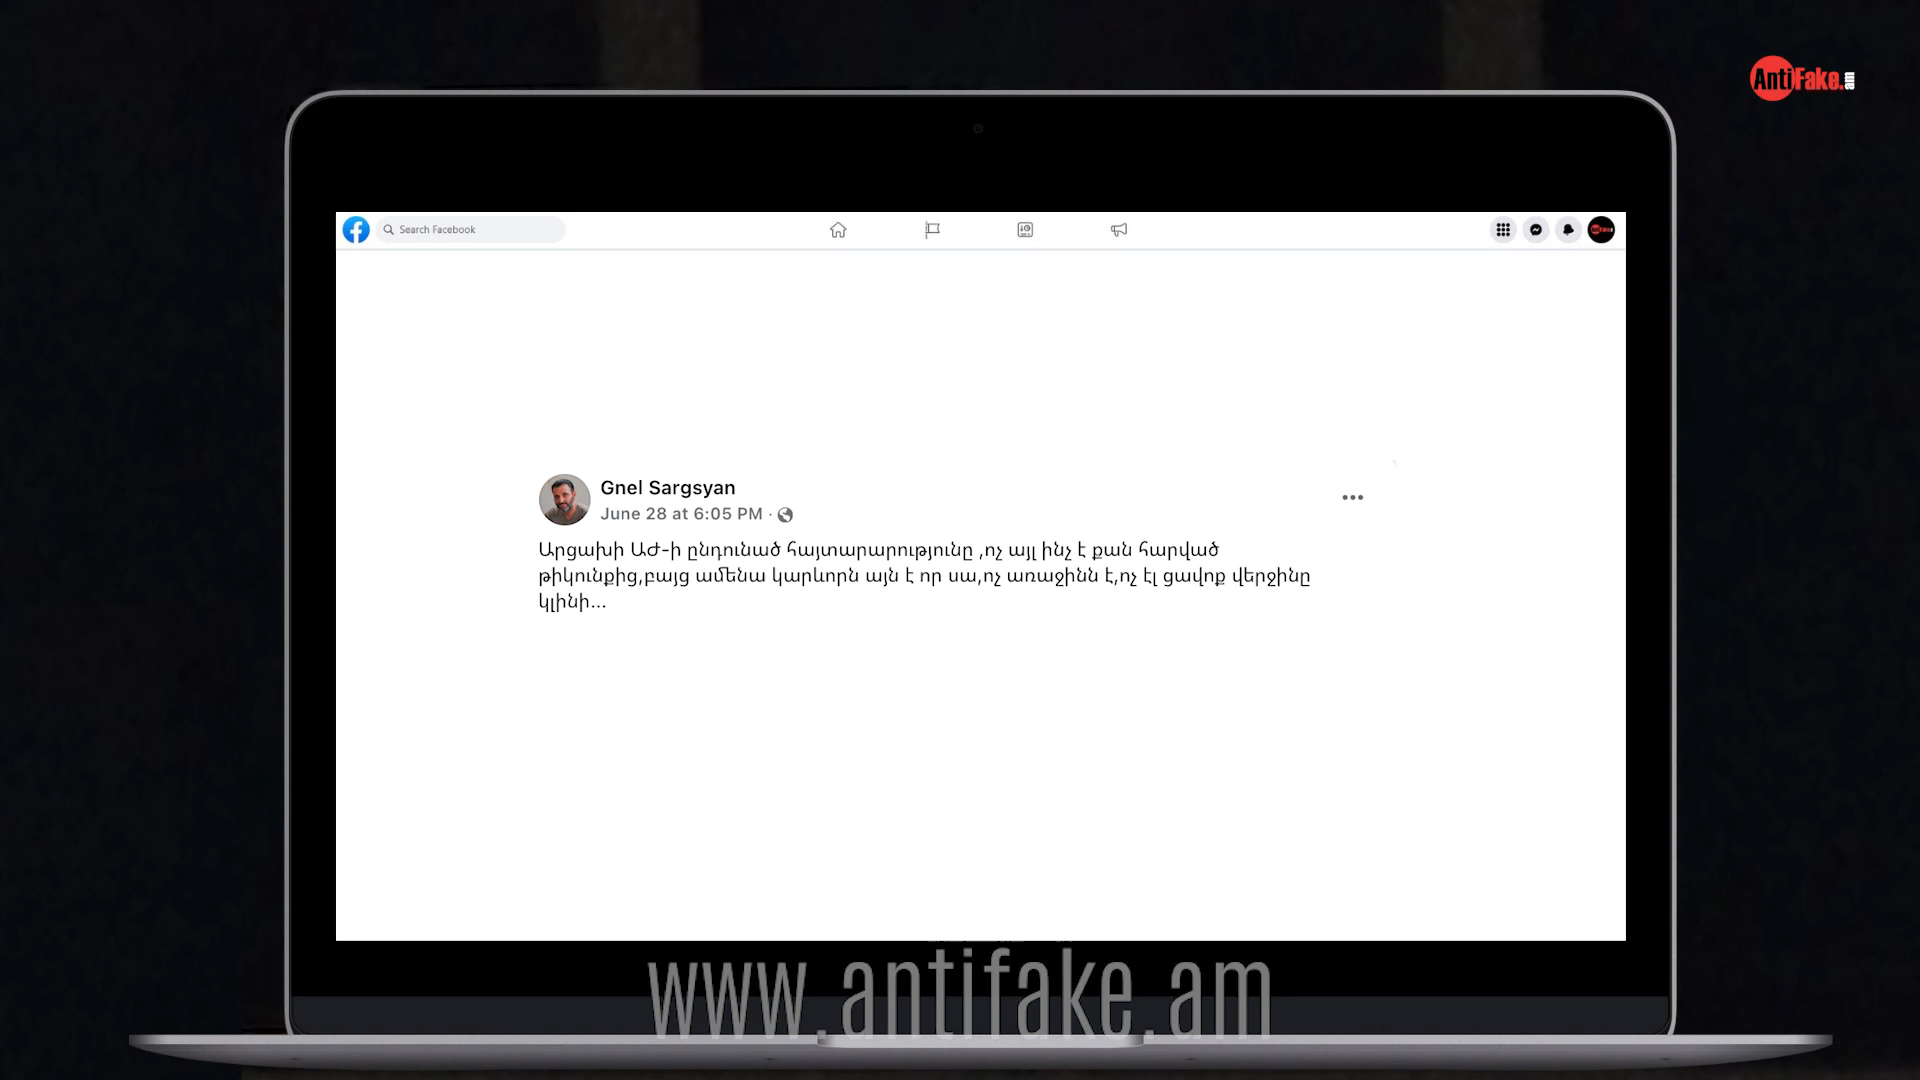 AntiFake.am
Search Facebook
Gnel Sargsyan
June 28 at 6:05 PM ·
Արցախի ԱԺ-ի ընդունած հայտարարությունը ,ոչ այլ ինչ է քան հարված
թիկունքից,բայց ամենա կարևորն այն է որ սա,ոչ առաջինն է,ոչ էլ ցավոք վերջինը
կլինի...
www.antifake.am